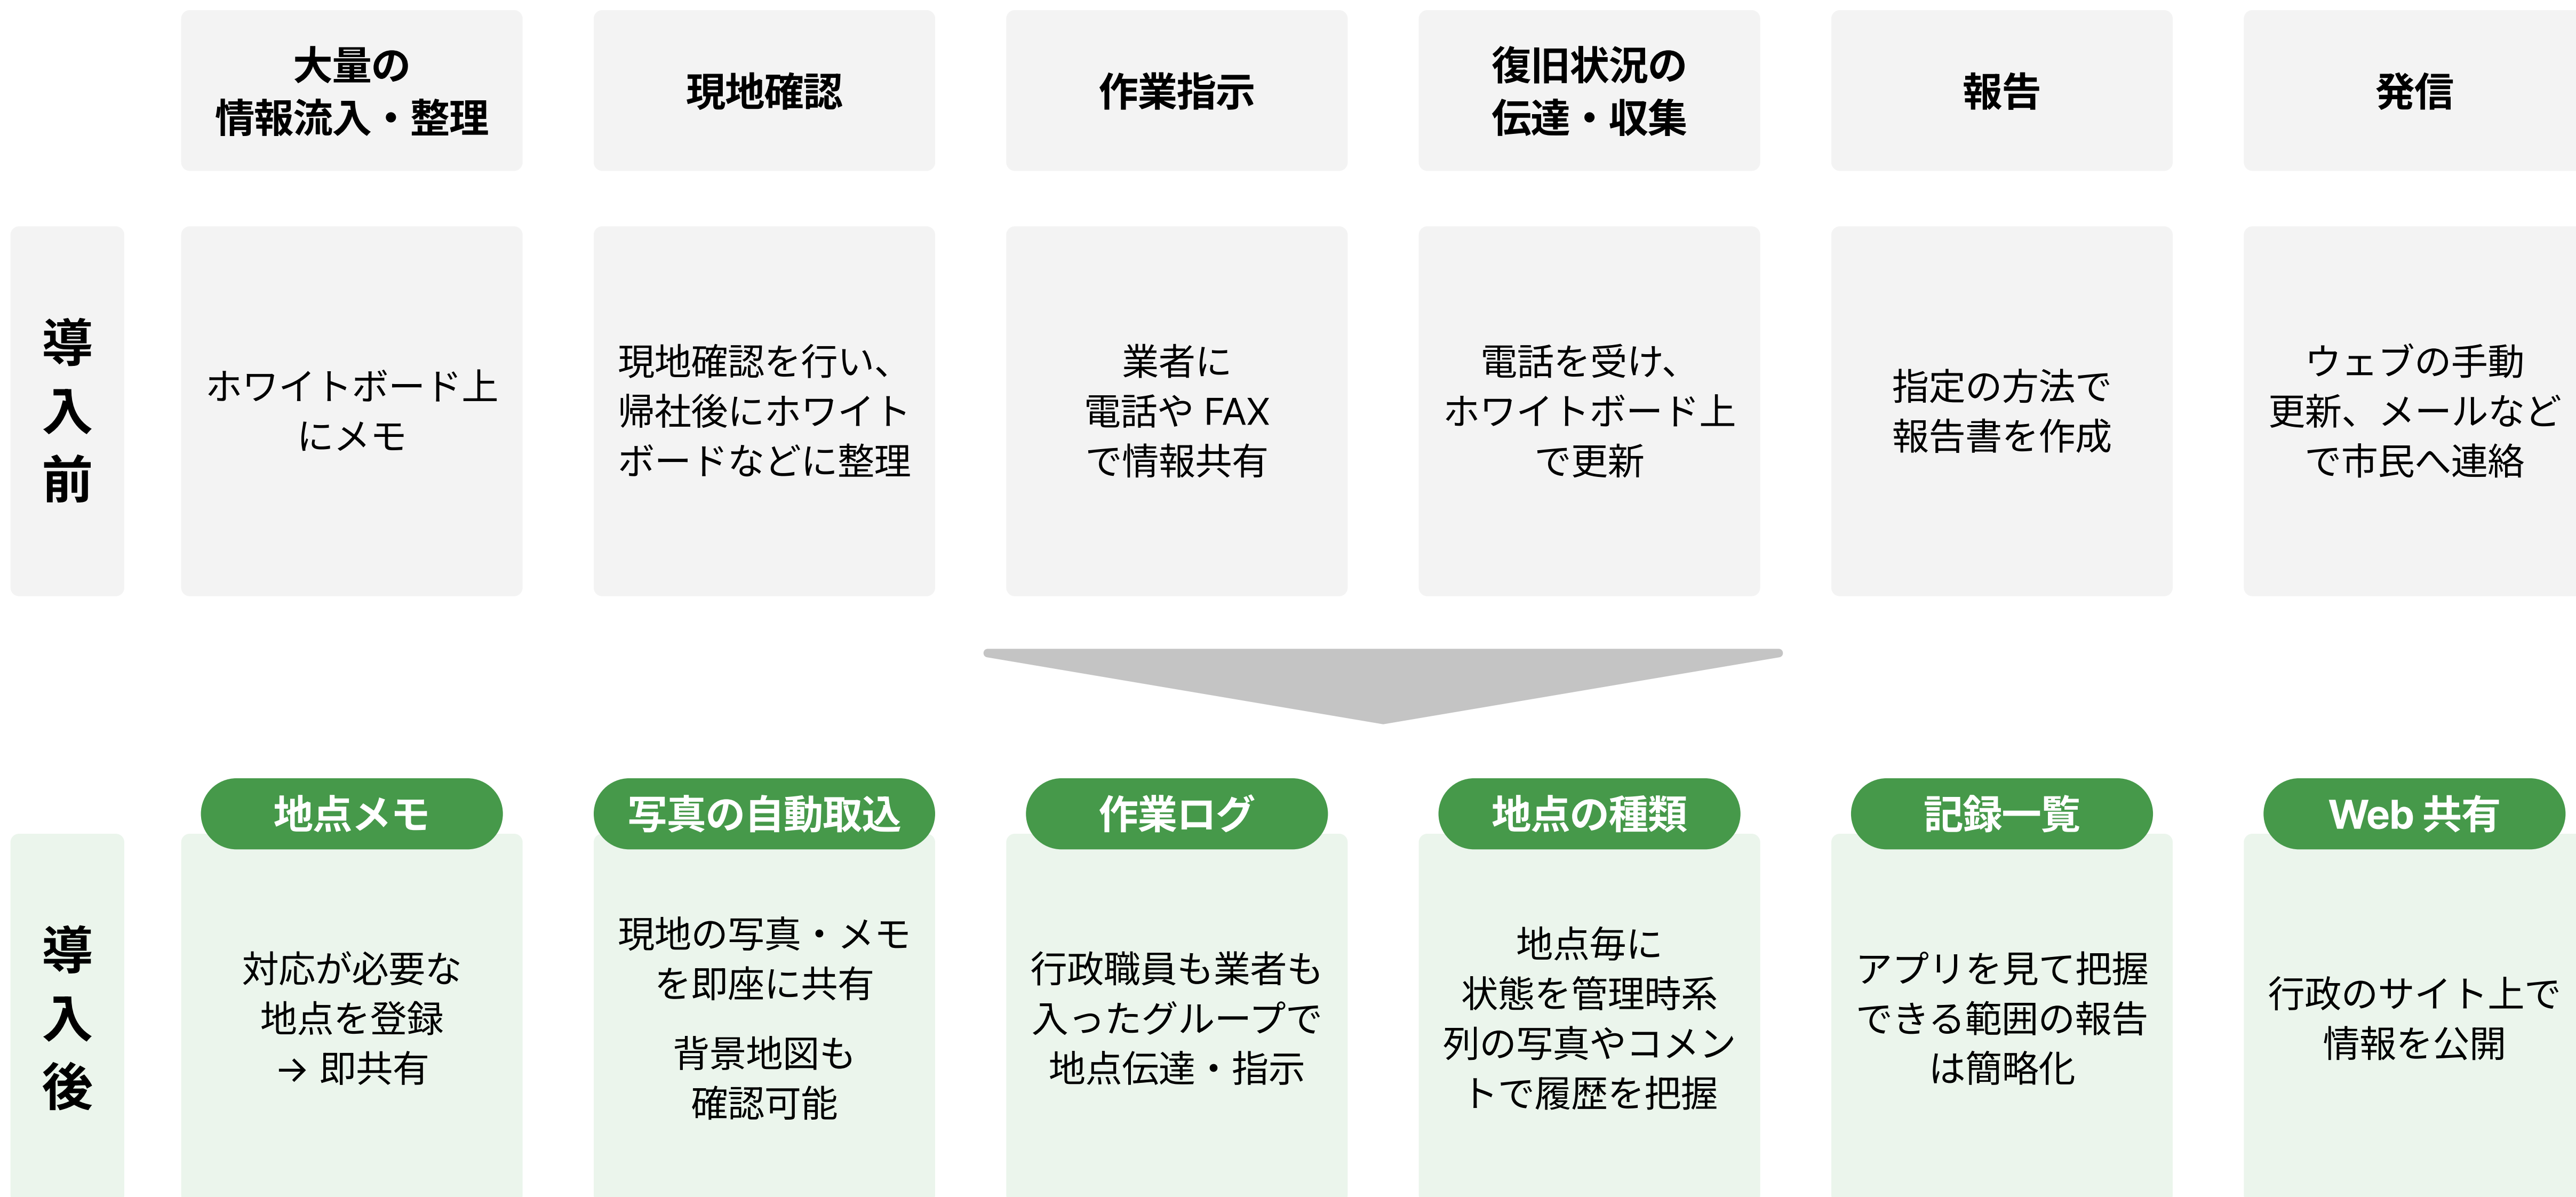 大量の
情報流入・整理
現地確認
作業指示
復旧状況の
伝達・収集
報告
発信
導入前
ホワイトボード上
にメモ
現地確認を行い、
帰社後にホワイト
ボードなどに整理
業者に
電話や FAX
で情報共有
電話を受け、
ホワイトボード上
で更新
指定の方法で
報告書を作成
ウェブの手動
更新、メールなど
で市民へ連絡
導入後
地点メモ
対応が必要な
地点を登録
→ 即共有
写真の自動取込
現地の写真・メモ
を即座に共有
背景地図も
確認可能
作業ログ
行政職員も業者も
入ったグループで
地点伝達・指示
地点の種類
地点毎に
状態を管理時系
列の写真やコメン
トで履歴を把握
記録一覧
アプリを見て把握
できる範囲の報告
は簡略化
Web 共有
行政のサイト上で
情報を公開